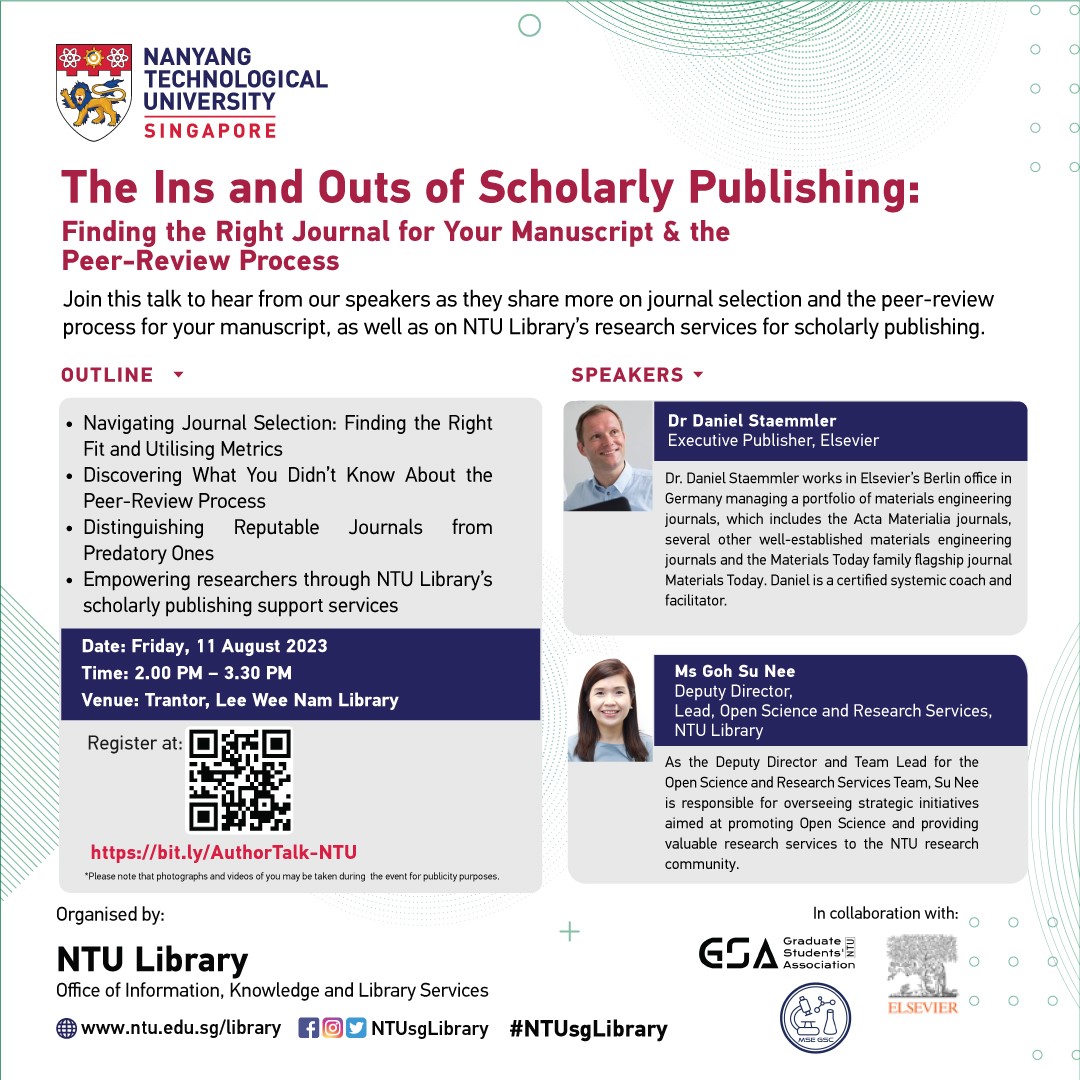 NANYANG
TECHNOLOGICAL
UNIVERSITY
SINGAPORE
The Ins and Outs of Scholarly Publishing:
Finding the Right Journal for Your Manuscript & the
Peer-Review Process
Join this talk to hear from our speakers as they share more on journal selection and the peer-review
process for your manuscript, as well as on NTU Library's research services for scholarly publishing.
OUTLINE
• Navigating Journal Selection: Finding the Right
Fit and Utilising Metrics
• Discovering What You Didn't Know About the
Peer-Review Process
• Distinguishing Reputable Journals from
Predatory Ones
• Empowering researchers through NTU Library's
scholarly publishing support services
Date: Friday, 11 August 2023
Time: 2.00 PM – 3.30 PM
Venue: Trantor, Lee Wee Nam Library
Register at:
https://bit.ly/AuthorTalk-NTU
*Please note that photographs and videos of you may be taken during the event for publicity purposes.
SPEAKERS
Dr Daniel Staemmler
Executive Publisher, Elsevier
Dr. Daniel Staemmler works in Elsevier's Berlin office in
Germany managing a portfolio of materials engineering
journals, which includes the Acta Materialia journals,
several other well-established materials engineering
journals and the Materials Today family flagship journal
Materials Today. Daniel is a certified systemic coach and
facilitator.
Ms Goh Su Nee
Deputy Director,
Lead, Open Science and Research Services,
NTU Library
As the Deputy Director and Team Lead for the
Open Science and Research Services Team, Su Nee
is responsible for overseeing strategic initiatives
aimed at promoting Open Science and providing
valuable research services to the NTU research
community.
Organised by:
NTU Library
Office of Information, Knowledge and Library Services
www.ntu.edu.sg/library NTUsgLibrary #NTUsgLibrary
In collaboration with:
GSA
Graduate
Students'
Association
NTU
ELSEVIER
MSE GSC